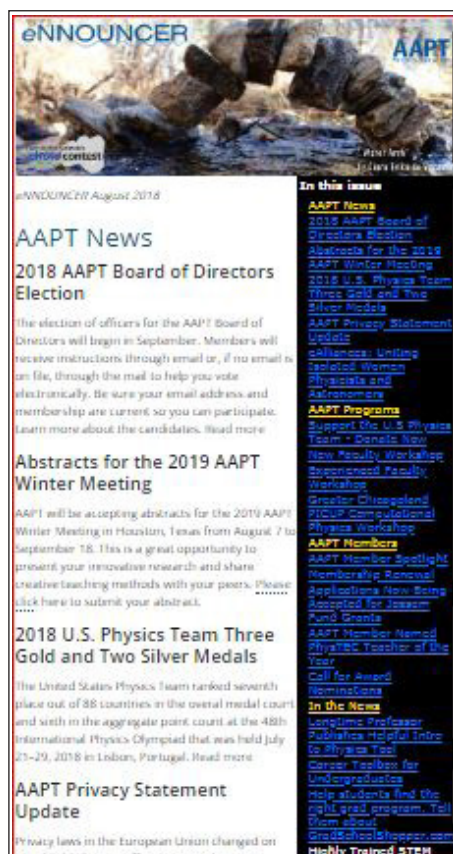 eNNOUNCER
AAPT
contest
Water Arch
eNNOUNCER August 2018
AAPT News
2018 AAPT Board of Directors
Election
The election of officers for the AAPT Board of
Directors will begin in September. Members will
receive instructions through email or, if no email is
on file, through the mail to help you vote
electronically. Be sure your email address and
membership are current so you can participate.
Learn more about the candidates. Read more
Abstracts for the 2019 AAPT
Winter Meeting
AAPT will be accepting abstracts for the 2019 AAPT
Winter Meeting in Houston, Texas from August 7 to
September 18. This is a great opportunity to
present your innovative research and share
creative teaching methods with your peers. Please
click here to submit your abstract.
2018 U.S. Physics Team Three
Gold and Two Silver Medals
The United States Physics Team ranked seventh
place out of 88 countries in the overall medal count
and sixth in the aggregate point count at the 48th
International Physics Olympiad that was held July
21–29, 2018 in Lisbon, Portugal. Read more
AAPT Privacy Statement
Update
Privacy laws in the European Union changed on
In this issue
AAPT News
2018 AAPT Board of
Directors Election
Abstracts for the 2019
AAPT Winter Meeting
2018 U.S. Physics Team
Three Gold and Two
Silver Medals
AAPT Privacy Statement
Update
eAlliances: Uniting
Isolated Women
Physicists and
Astronomers
AAPT Programs
Support the U.S Physics
Team - Donate Now
New Faculty Workshop
Experienced Faculty
Workshop
Greater Chicagoland
PICUP Computational
Physics Workshop
AAPT Members
AAPT Member Spotlight
Membership Renewal
Applications Now Being
Accepted for Jossem
Fund Grants
AAPT Member Named
PhysTEC Teacher of the
Year
Call for Award
Nominations
In the News
Longtime Professor
Publishes Helpful Intro
to Physics Tool
Career Toolbox for
Undergraduates
Help students find the
right grad program. Tell
them about
GradSchoolShopper.com
Highly Trained STEM